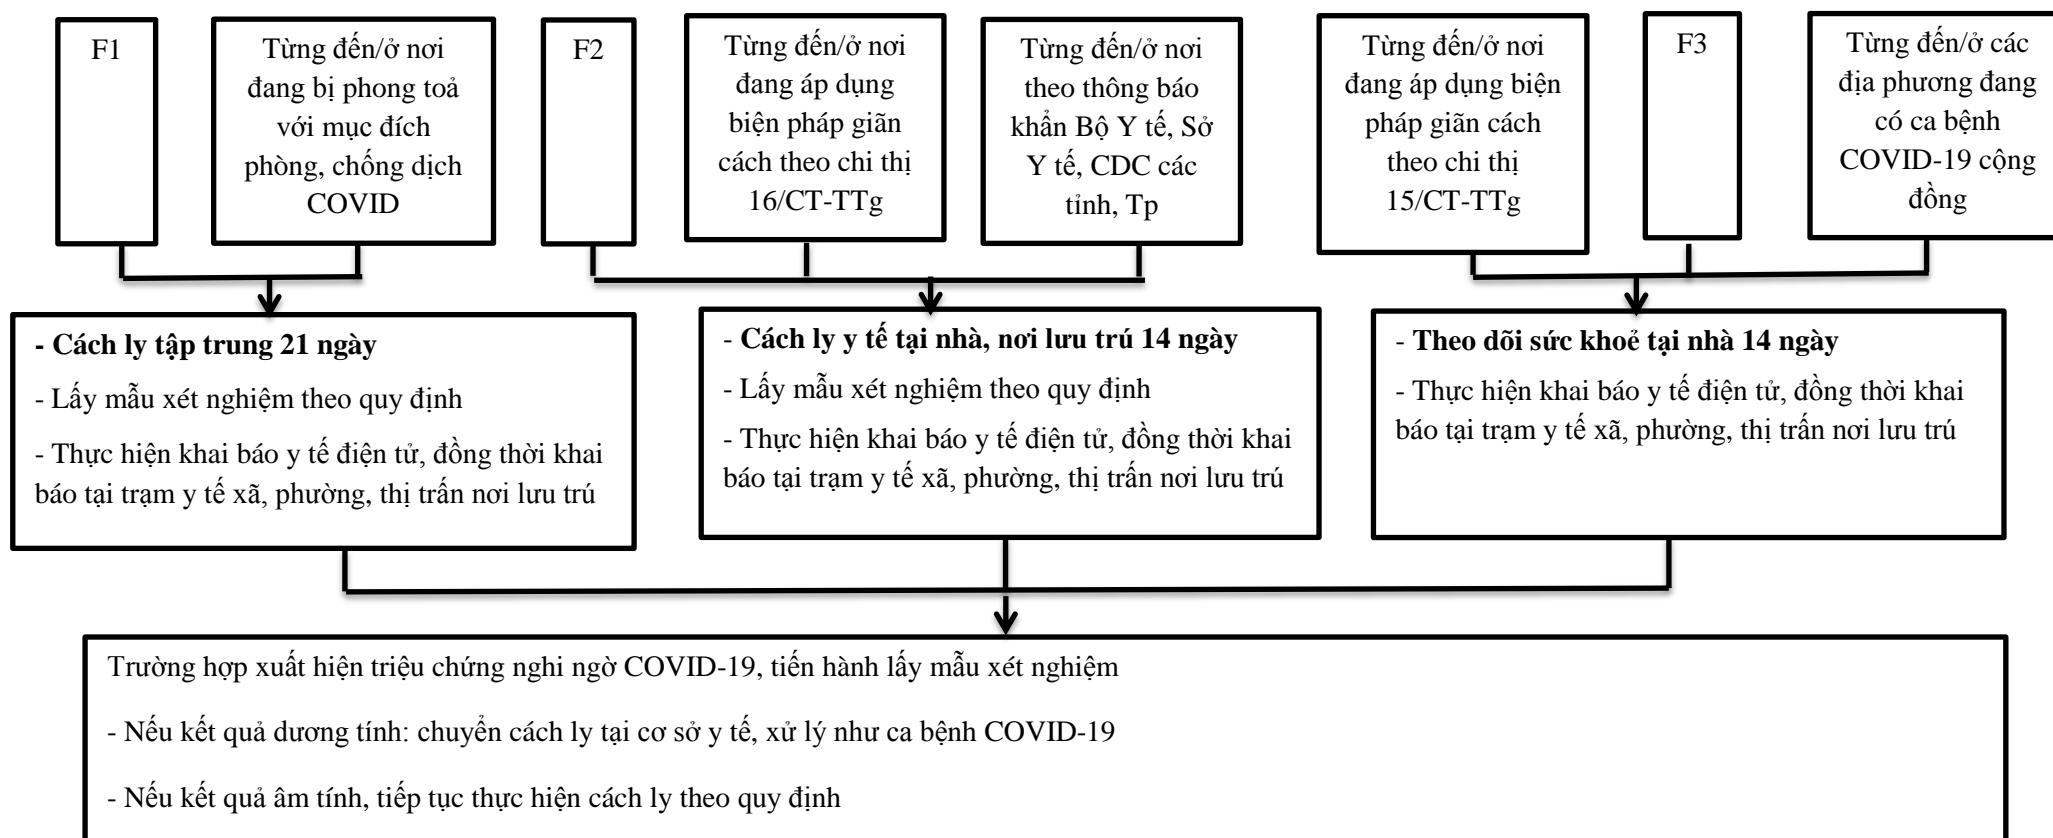 F1
Từng đến/ở nơi
đang bị phong toả
với mục đích
phòng, chống dịch
COVID
F2
Từng đến/ở nơi
đang áp dụng
biện pháp giãn
cách theo chi thị
16/CT-TTg
Từng đến/ở nơi
theo thông báo
khẩn Bộ Y tế, Sở
Y tế, CDC các
tỉnh, Tp
Từng đến/ở nơi
đang áp dụng biện
pháp giãn cách
theo chi thị
15/CT-TTg
F3
Từng đến/ở các
địa phương đang
có ca bệnh
COVID-19 cộng
đồng
- Cách ly tập trung 21 ngày
- Lấy mẫu xét nghiệm theo quy định
- Thực hiện khai báo y tế điện tử, đồng thời khai
báo tại trạm y tế xã, phường, thị trấn nơi lưu trú
- Cách ly y tế tại nhà, nơi lưu trú 14 ngày
- Lấy mẫu xét nghiệm theo quy định
- Thực hiện khai báo y tế điện tử, đồng thời khai
báo tại trạm y tế xã, phường, thị trấn nơi lưu trú
- Theo dõi sức khoẻ tại nhà 14 ngày
- Thực hiện khai báo y tế điện tử, đồng thời khai
báo tại trạm y tế xã, phường, thị trấn nơi lưu trú
Trường hợp xuất hiện triệu chứng nghi ngờ COVID-19, tiến hành lấy mẫu xét nghiệm
- Nếu kết quả dương tính: chuyển cách ly tại cơ sở y tế, xử lý như ca bệnh COVID-19
- Nếu kết quả âm tính, tiếp tục thực hiện cách ly theo quy định